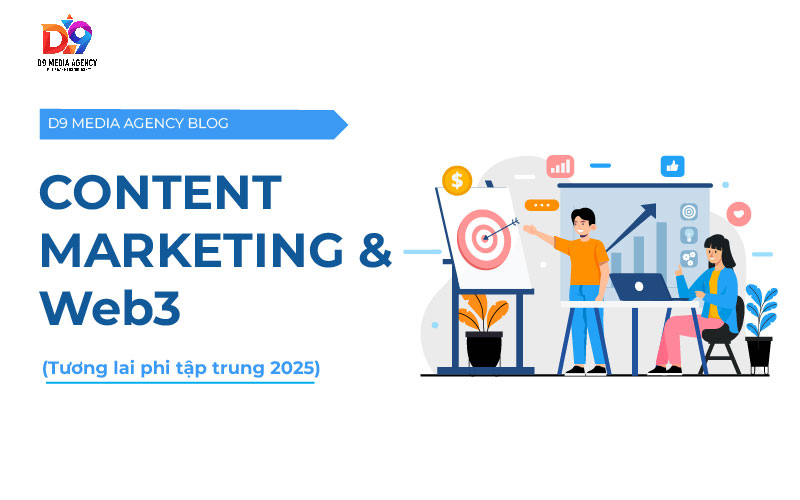 D9
D9 MEDIA AGENCY
D9 MEDIA AGENCY BLOG
CONTENT
MARKETING &
Web3
(Tương lai phi tập trung 2025)
$